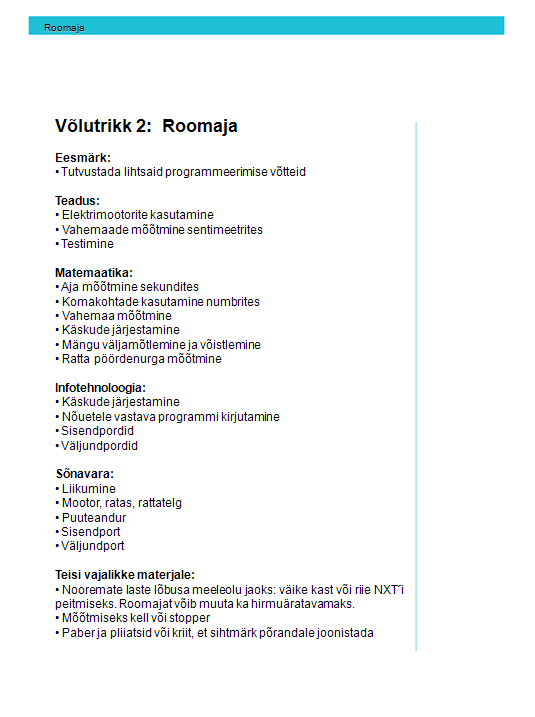 Roomaja
Võlutrikk 2:  Roomaja
Eesmärk:
• Tutvustada lihtsaid programmeerimise võtteid
Teadus:
• Elektrimootorite kasutamine
• Vahemaade mõõtmine sentimeetrites
• Testimine
Matemaatika:
• Aja mõõtmine sekundites
• Komakohtade kasutamine numbrites
• Vahemaa mõõtmine
• Käskude järjestamine
• Mängu väljamõtlemine ja võistlemine
• Ratta pöördenurga mõõtmine
Infotehnoloogia:
• Käskude järjestamine
• Nõuetele vastava programmi kirjutamine
• Sisendpordid
• Väljundpordid
Sõnavara:
• Liikumine
• Mootor, ratas, rattatelg
• Puuteandur
• Sisendport
• Väljundport
Teisi vajalikke materjale:
• Nooremate laste lõbusa meeleolu jaoks: väike kast või riie NXT´i
peitmiseks. Roomajat võib muuta ka hirmuäratavamaks.
• Mõõtmiseks kell või stopper
• Paber ja pliiatsid või kriit, et sihtmärk põrandale joonistada